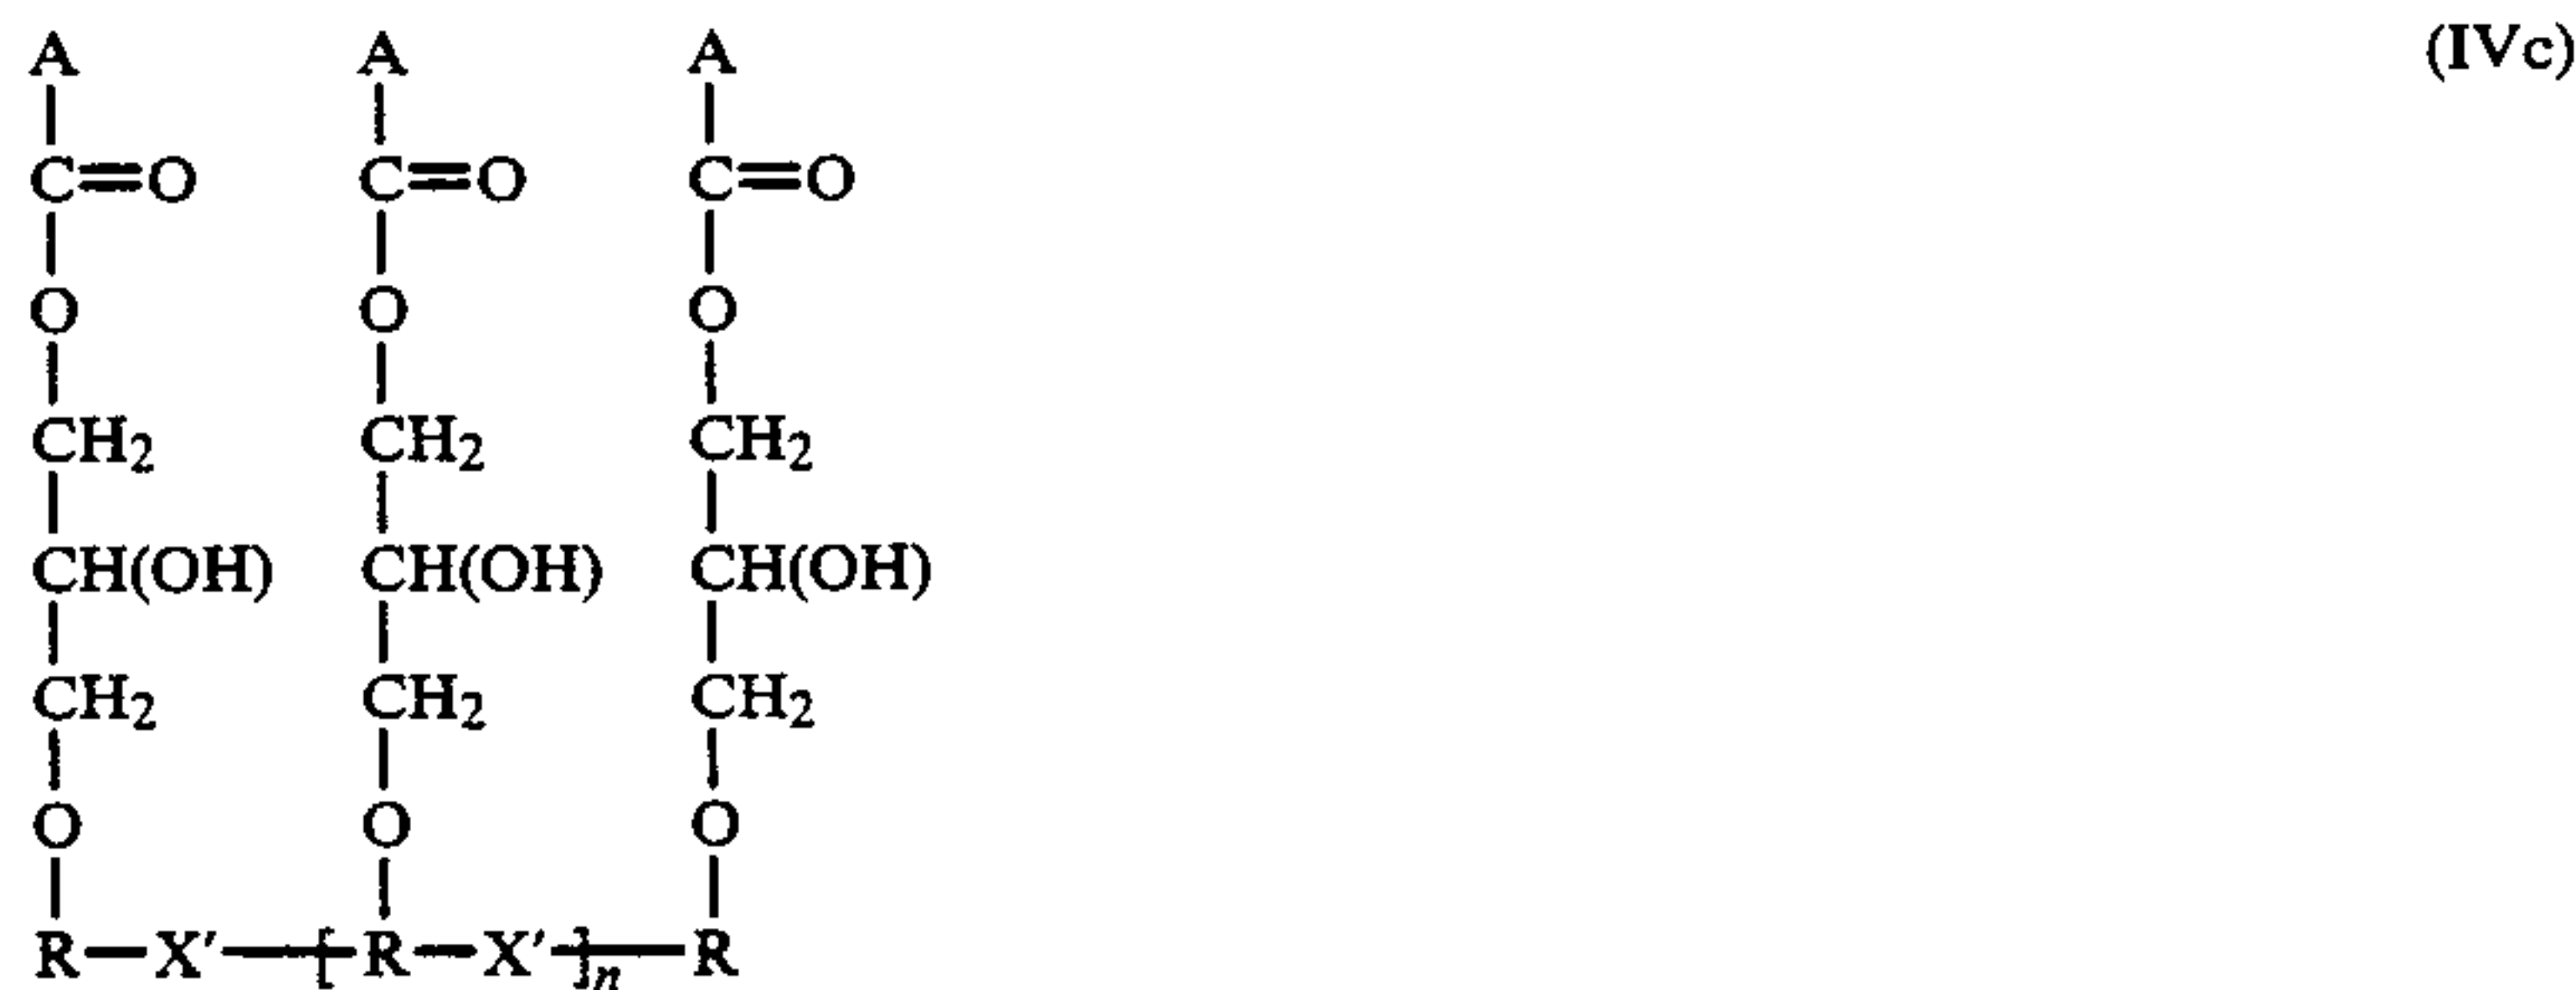 A A A (IVc)
C=O C=O C=O
O O O
CH₂ CH₂ CH₂
CH(OH) CH(OH) CH(OH)
CH₂ CH₂ CH₂
O O O
R—X′—[R—X′]ₙ—R